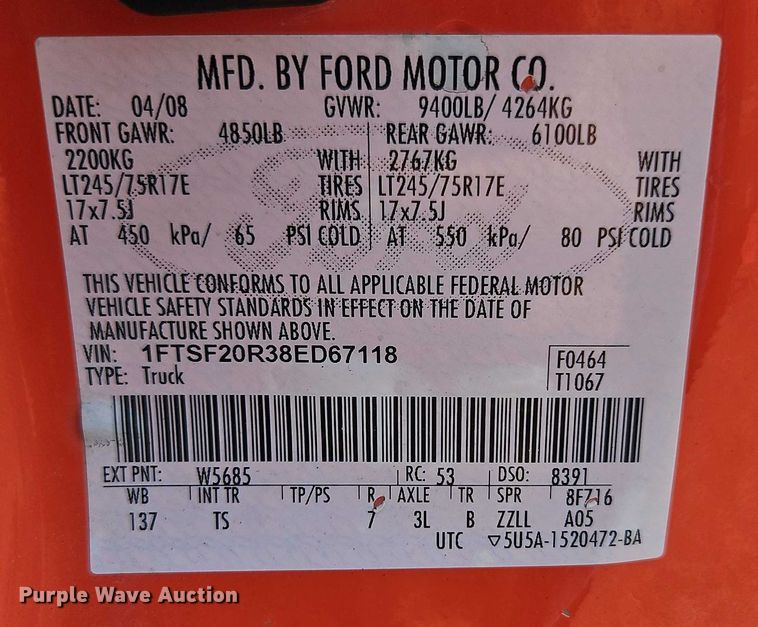 MFD. BY FORD MOTOR CO.
DATE: 04/08 GVWR: 9400LB/ 4264KG
FRONT GAWR: 4850LB REAR GAWR: 6100LB
2200KG WITH 2767KG WITH
LT245/75R17E TIRES LT245/75R17E TIRES
17x7.5J RIMS 17x7.5J RIMS
AT 450 kPa/ 65 PSI COLD AT 550 kPa/ 80 PSI COLD
Ford
THIS VEHICLE CONFORMS TO ALL APPLICABLE FEDERAL MOTOR
VEHICLE SAFETY STANDARDS IN EFFECT ON THE DATE OF
MANUFACTURE SHOWN ABOVE.
VIN: 1FTSF20R38ED67118 F0464
TYPE: Truck T1067
EXT PNT: W5685 RC: 53 DSO: 8391
WB INT TR TP/PS R AXLE TR SPR 8F716
137 TS 7 3L B ZZLL A05
UTC ▽5U5A-1520472-BA
Purple Wave Auction